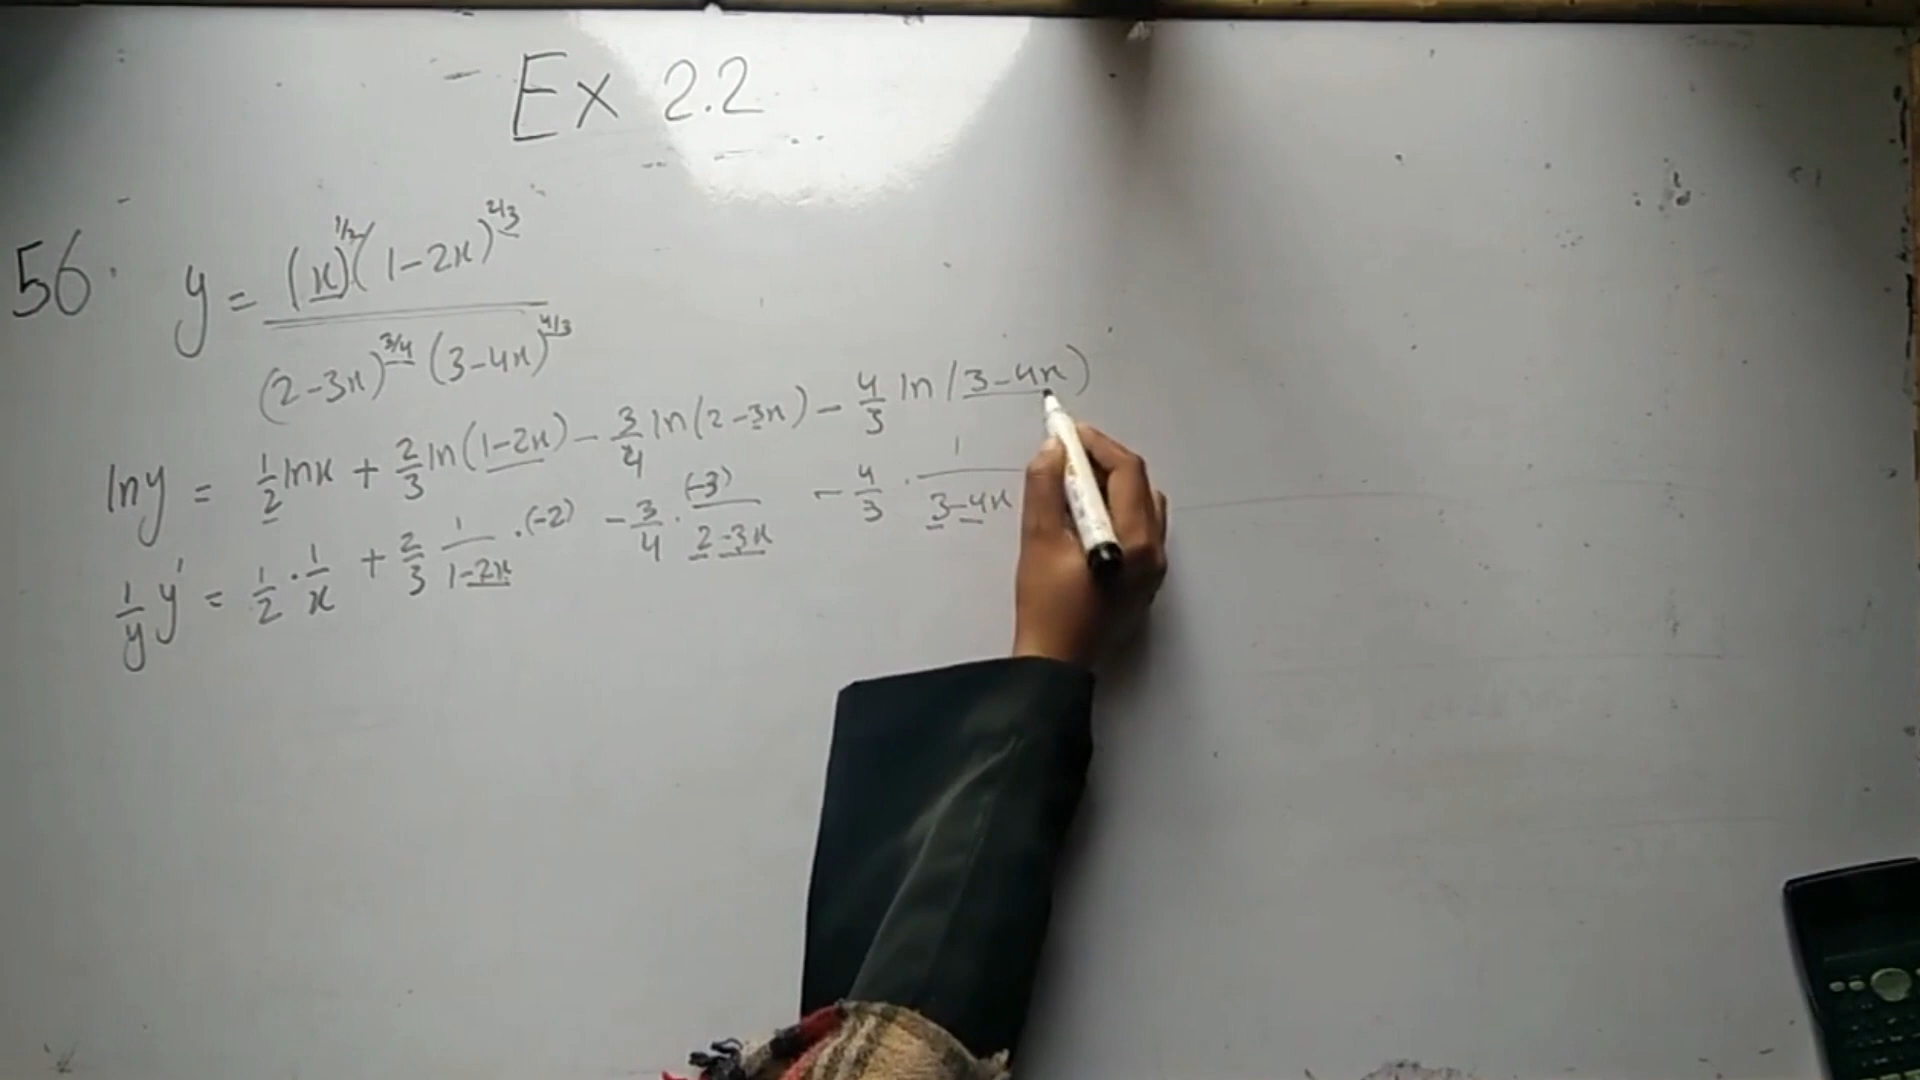 Ex 2.2
56. y = (x)^{1/2}(1-2x)^{2/3} / (2-3x)^{3/4} (3-4x)^{4/3}
ln y = 1/2 ln x + 2/3 ln(1-2x) - 3/4 ln(2-3x) - 4/3 ln(3-4x)
1/y y' = 1/2 · 1/x + 2/3 1/1-2x · (-2) - 3/4 · (-3)/2-3x - 4/3 · 1/3-4x